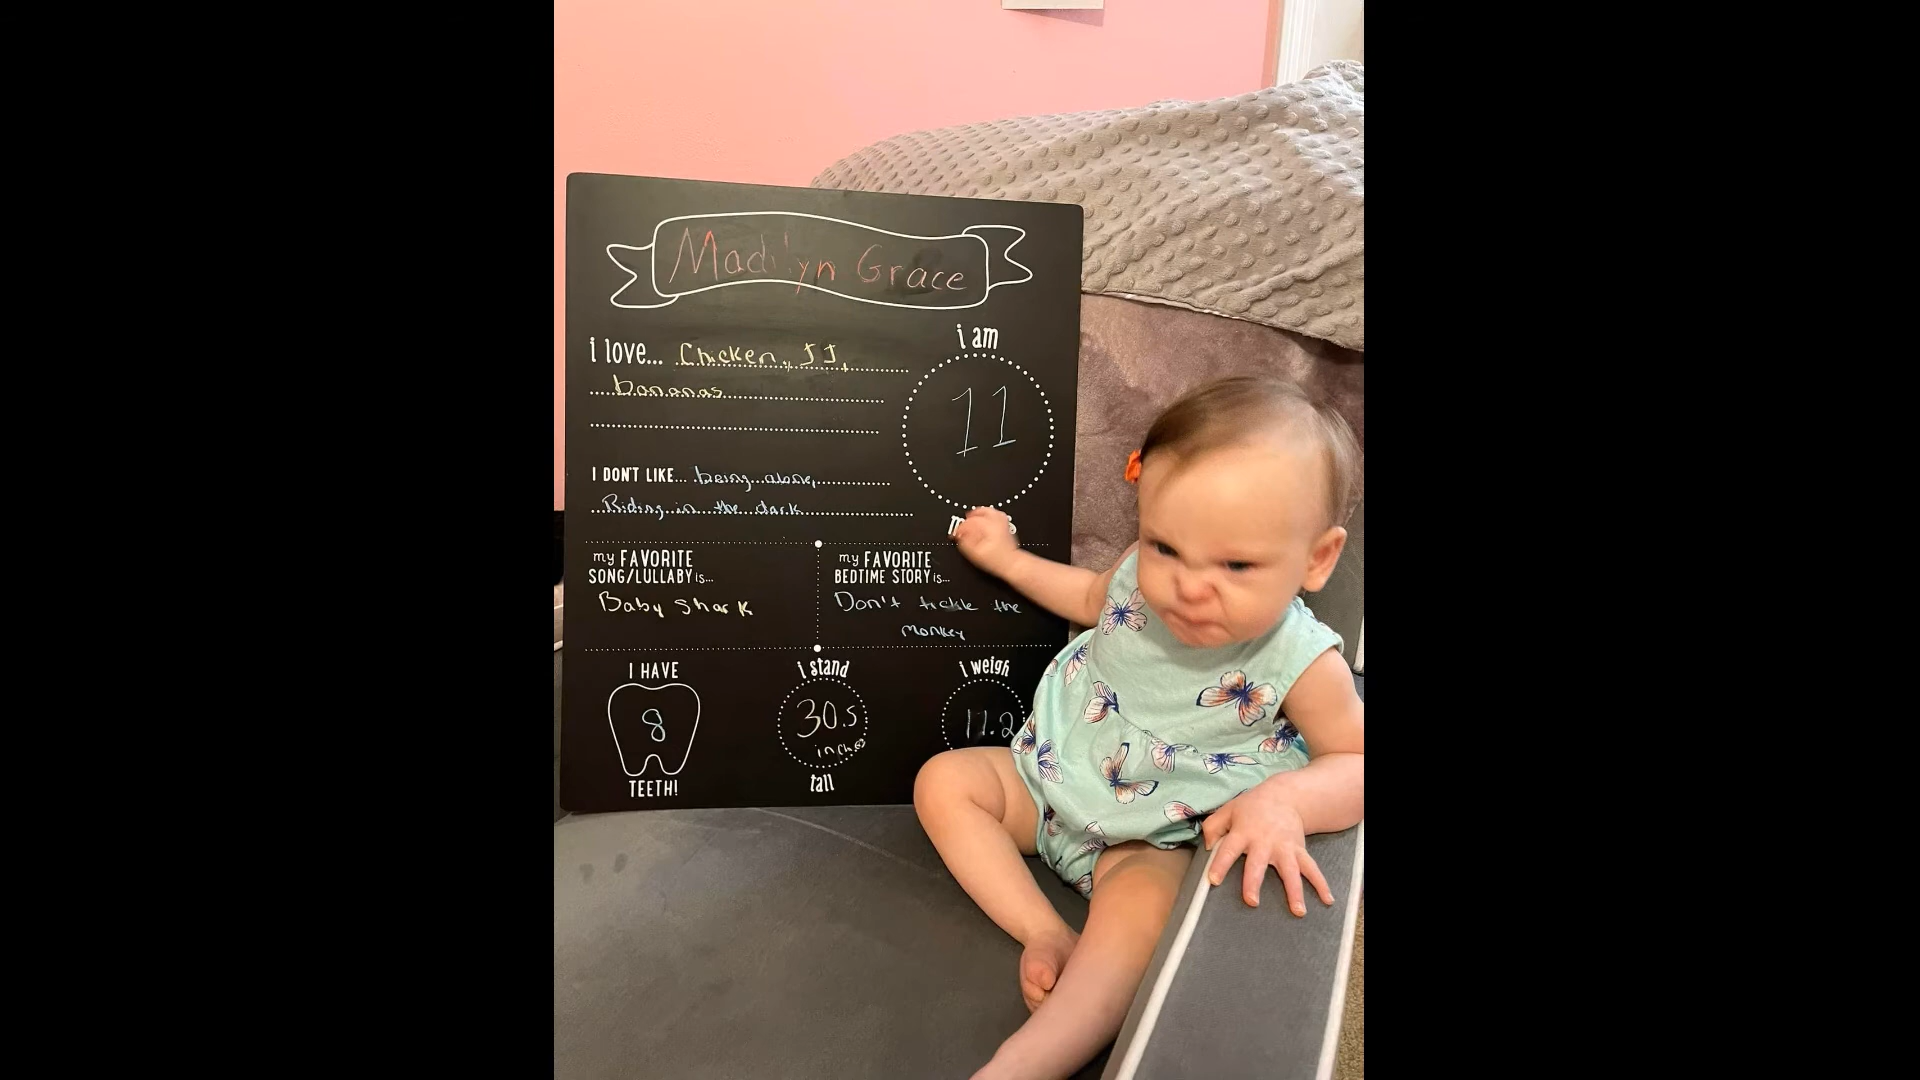 Madilyn Grace
i love... Chicken, JJ,
bananas
i am
11
I DON'T LIKE... being alone,
Riding in the dark
my FAVORITE
SONG/LULLABY is...
Baby Shark
my FAVORITE
BEDTIME STORY is...
Don't tickle the
monkey
I HAVE
8
TEETH!
i stand
30.5
inches
tall
i weigh